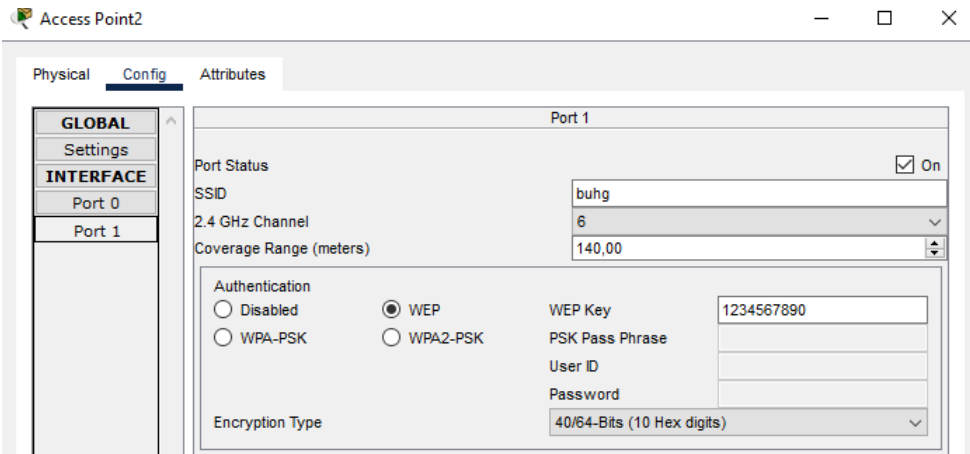 Access Point2
Physical Config Attributes
GLOBAL
Settings
INTERFACE
Port 0
Port 1
Port 1
Port Status On
SSID buhg
2.4 GHz Channel 6
Coverage Range (meters) 140,00
Authentication
Disabled WEP WEP Key 1234567890
WPA-PSK WPA2-PSK PSK Pass Phrase
User ID
Password
Encryption Type 40/64-Bits (10 Hex digits)